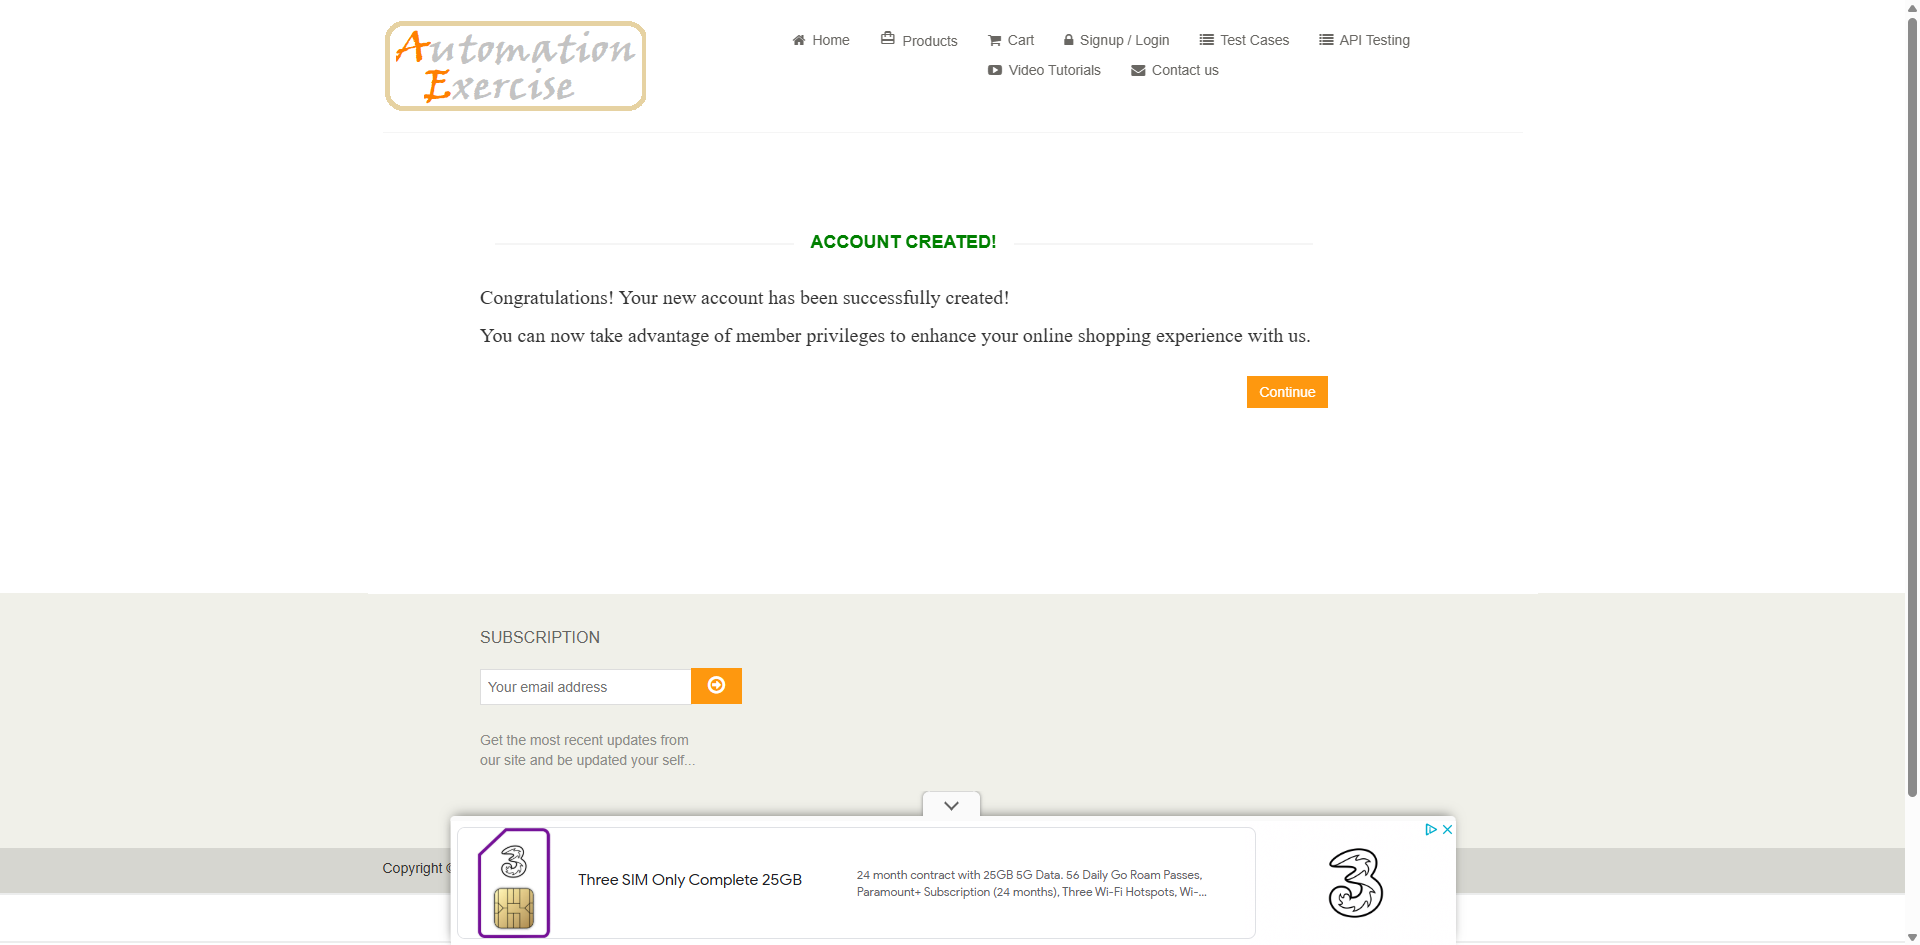 Automation
Exercise
Home
Products
Cart
Signup / Login
Test Cases
API Testing
Video Tutorials
Contact us
ACCOUNT CREATED!
Congratulations! Your new account has been successfully created!
You can now take advantage of member privileges to enhance your online shopping experience with us.
Continue
SUBSCRIPTION
Your email address
Get the most recent updates from
our site and be updated your self...
Copyright ©
3
Three SIM Only Complete 25GB
24 month contract with 25GB 5G Data. 56 Daily Go Roam Passes,
Paramount+ Subscription (24 months), Three Wi-Fi Hotspots, Wi-...
3